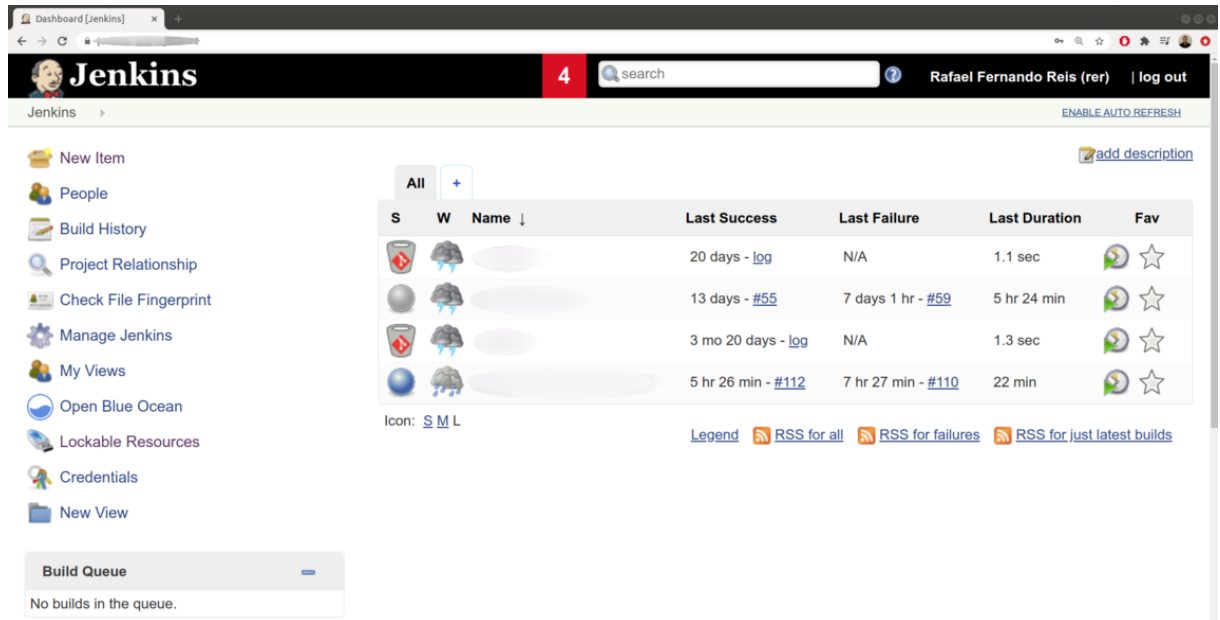 Dashboard [Jenkins]
Jenkins
4
search
Rafael Fernando Reis (rer) | log out
Jenkins
ENABLE AUTO REFRESH
New Item
People
Build History
Project Relationship
Check File Fingerprint
Manage Jenkins
My Views
Open Blue Ocean
Lockable Resources
Credentials
New View
Build Queue
No builds in the queue.
add description
All +
S W Name ↓ Last Success Last Failure Last Duration Fav
20 days - log N/A 1.1 sec
13 days - #55 7 days 1 hr - #59 5 hr 24 min
3 mo 20 days - log N/A 1.3 sec
5 hr 26 min - #112 7 hr 27 min - #110 22 min
Icon: S M L
Legend RSS for all RSS for failures RSS for just latest builds